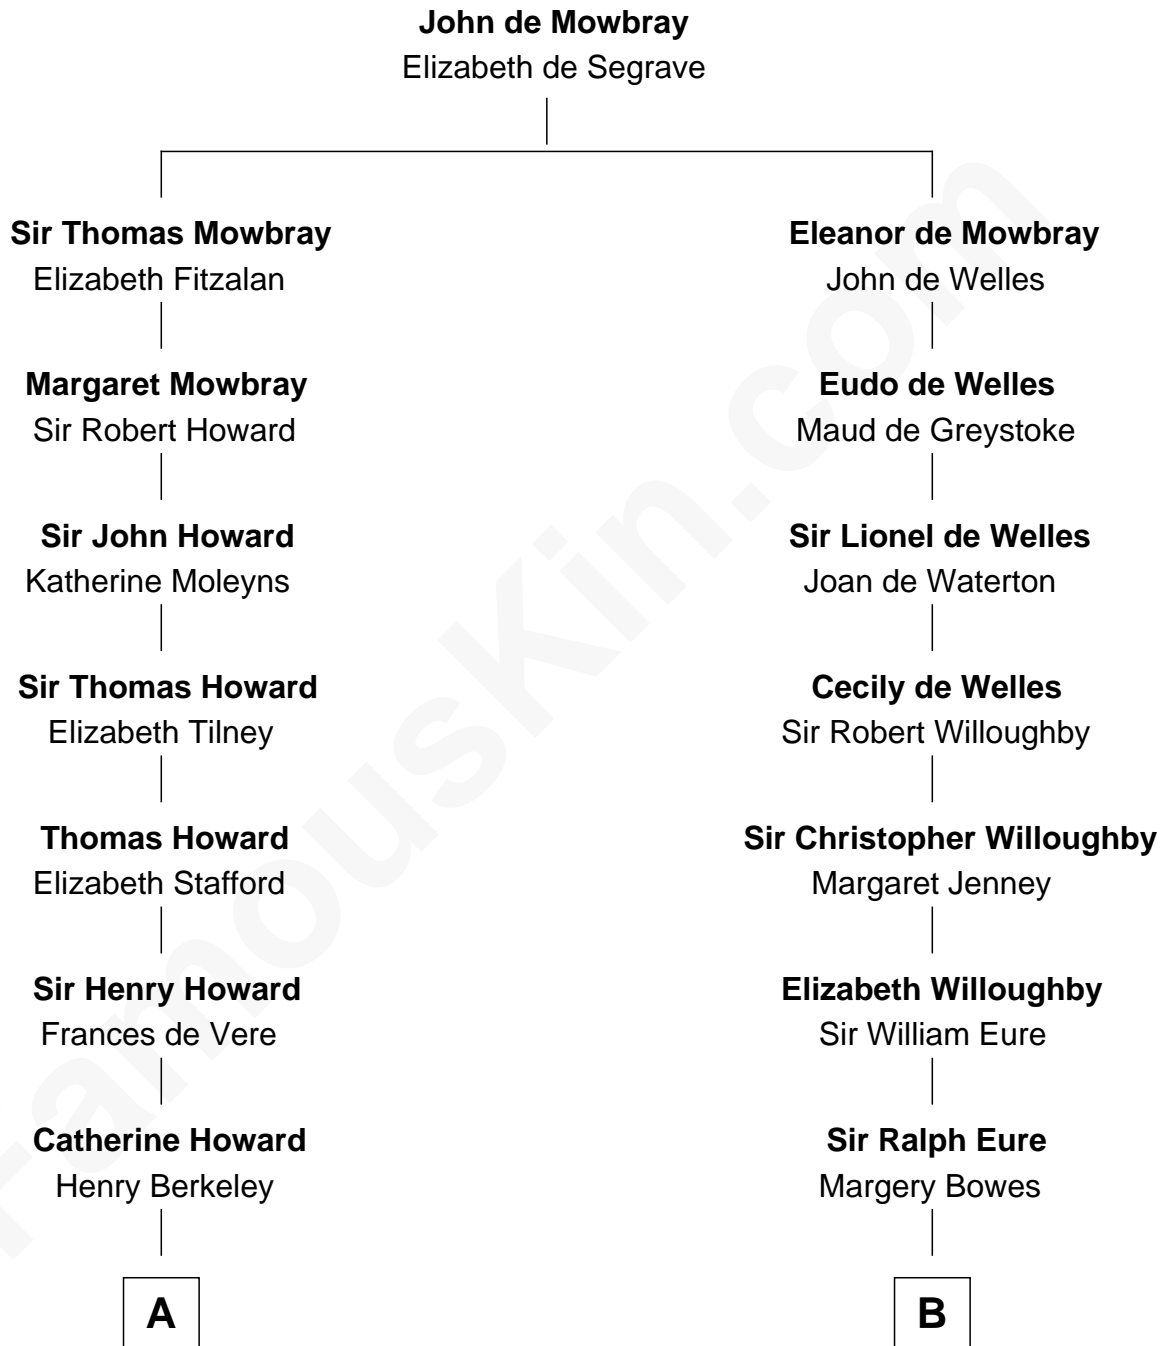 John de Mowbray
Elizabeth de Segrave
Sir Thomas Mowbray
Elizabeth Fitzalan
Eleanor de Mowbray
John de Welles
Margaret Mowbray
Sir Robert Howard
Eudo de Welles
Maud de Greystoke
Sir John Howard
Katherine Moleyns
Sir Lionel de Welles
Joan de Waterton
Sir Thomas Howard
Elizabeth Tilney
Cecily de Welles
Sir Robert Willoughby
Thomas Howard
Elizabeth Stafford
Sir Christopher Willoughby
Margaret Jenney
Sir Henry Howard
Frances de Vere
Elizabeth Willoughby
Sir William Eure
Catherine Howard
Henry Berkeley
Sir Ralph Eure
Margery Bowes
A
B
FamousKin.com